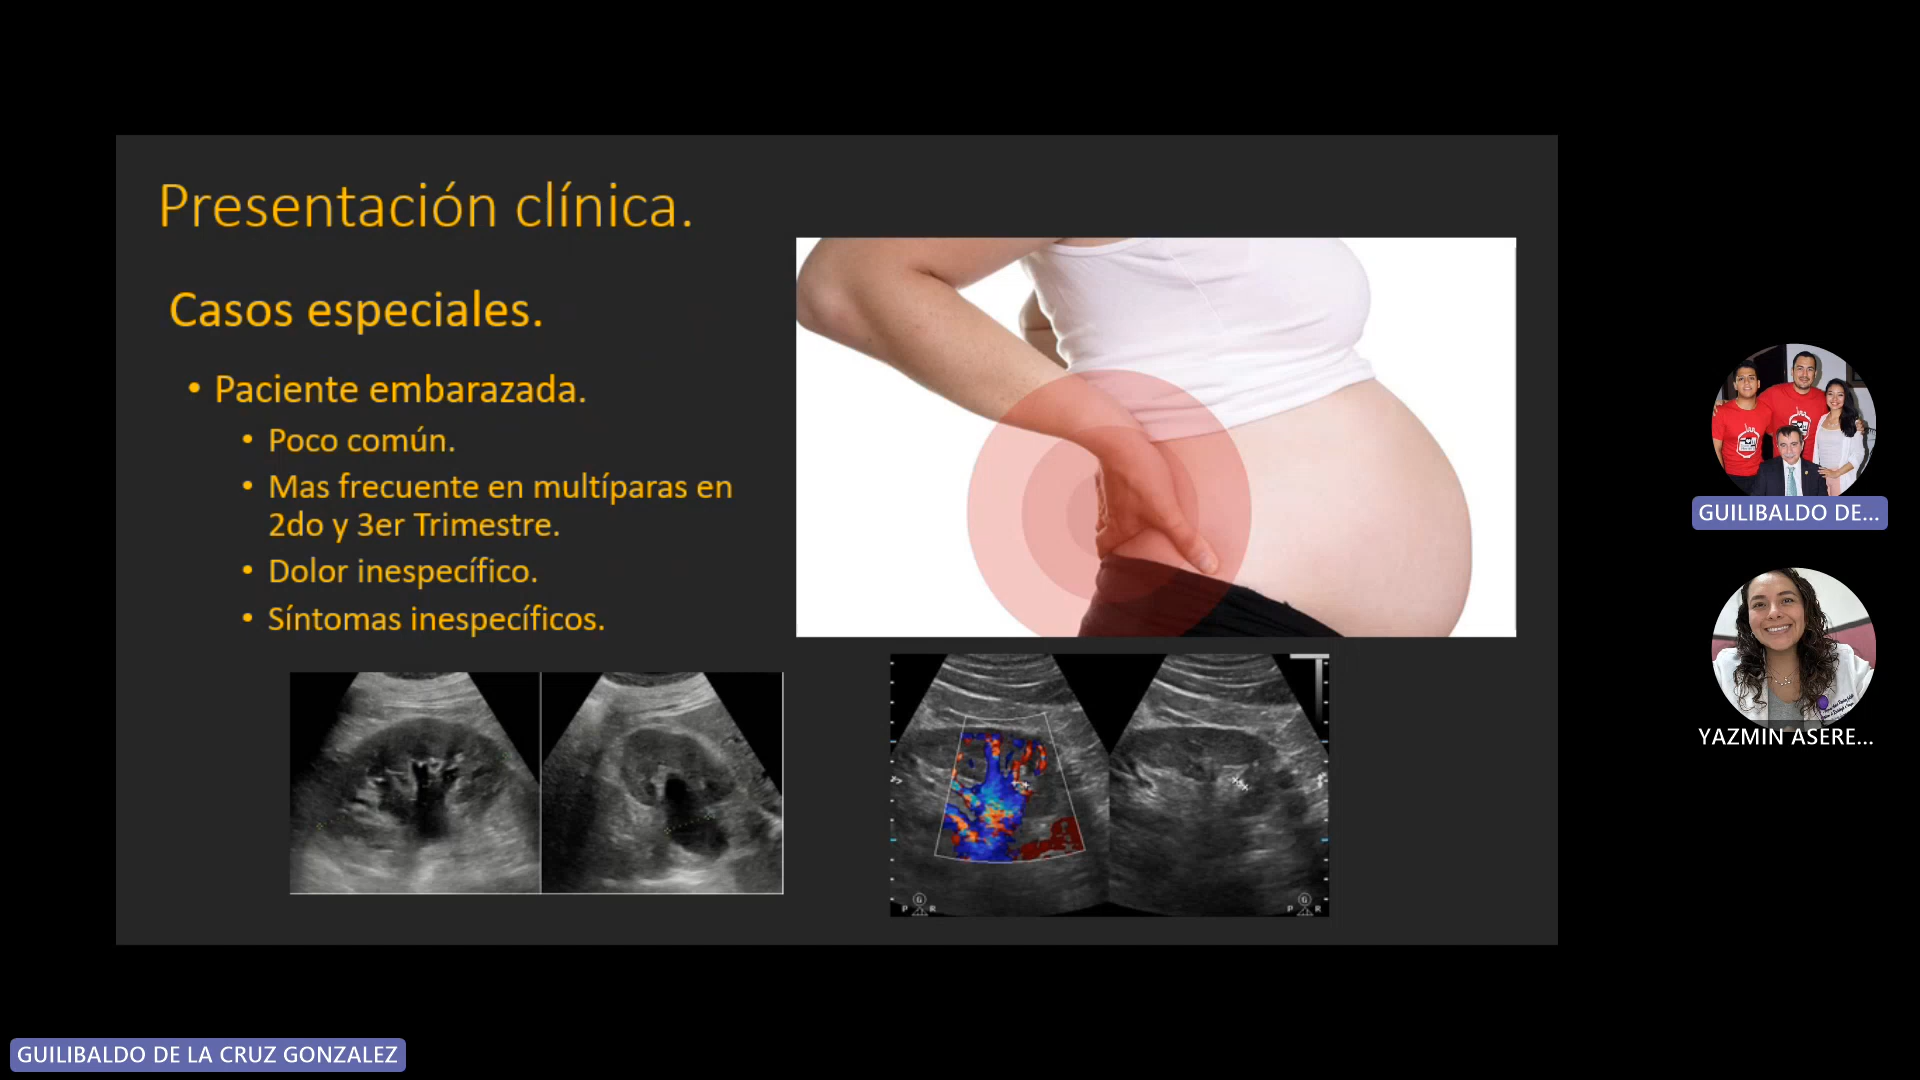 Presentación clínica.
Casos especiales.
• Paciente embarazada.
• Poco común.
• Mas frecuente en multíparas en
2do y 3er Trimestre.
• Dolor inespecífico.
• Síntomas inespecíficos.
G
P R
G
P R
GUILIBALDO DE...
YAZMIN ASERE...
GUILIBALDO DE LA CRUZ GONZALEZ